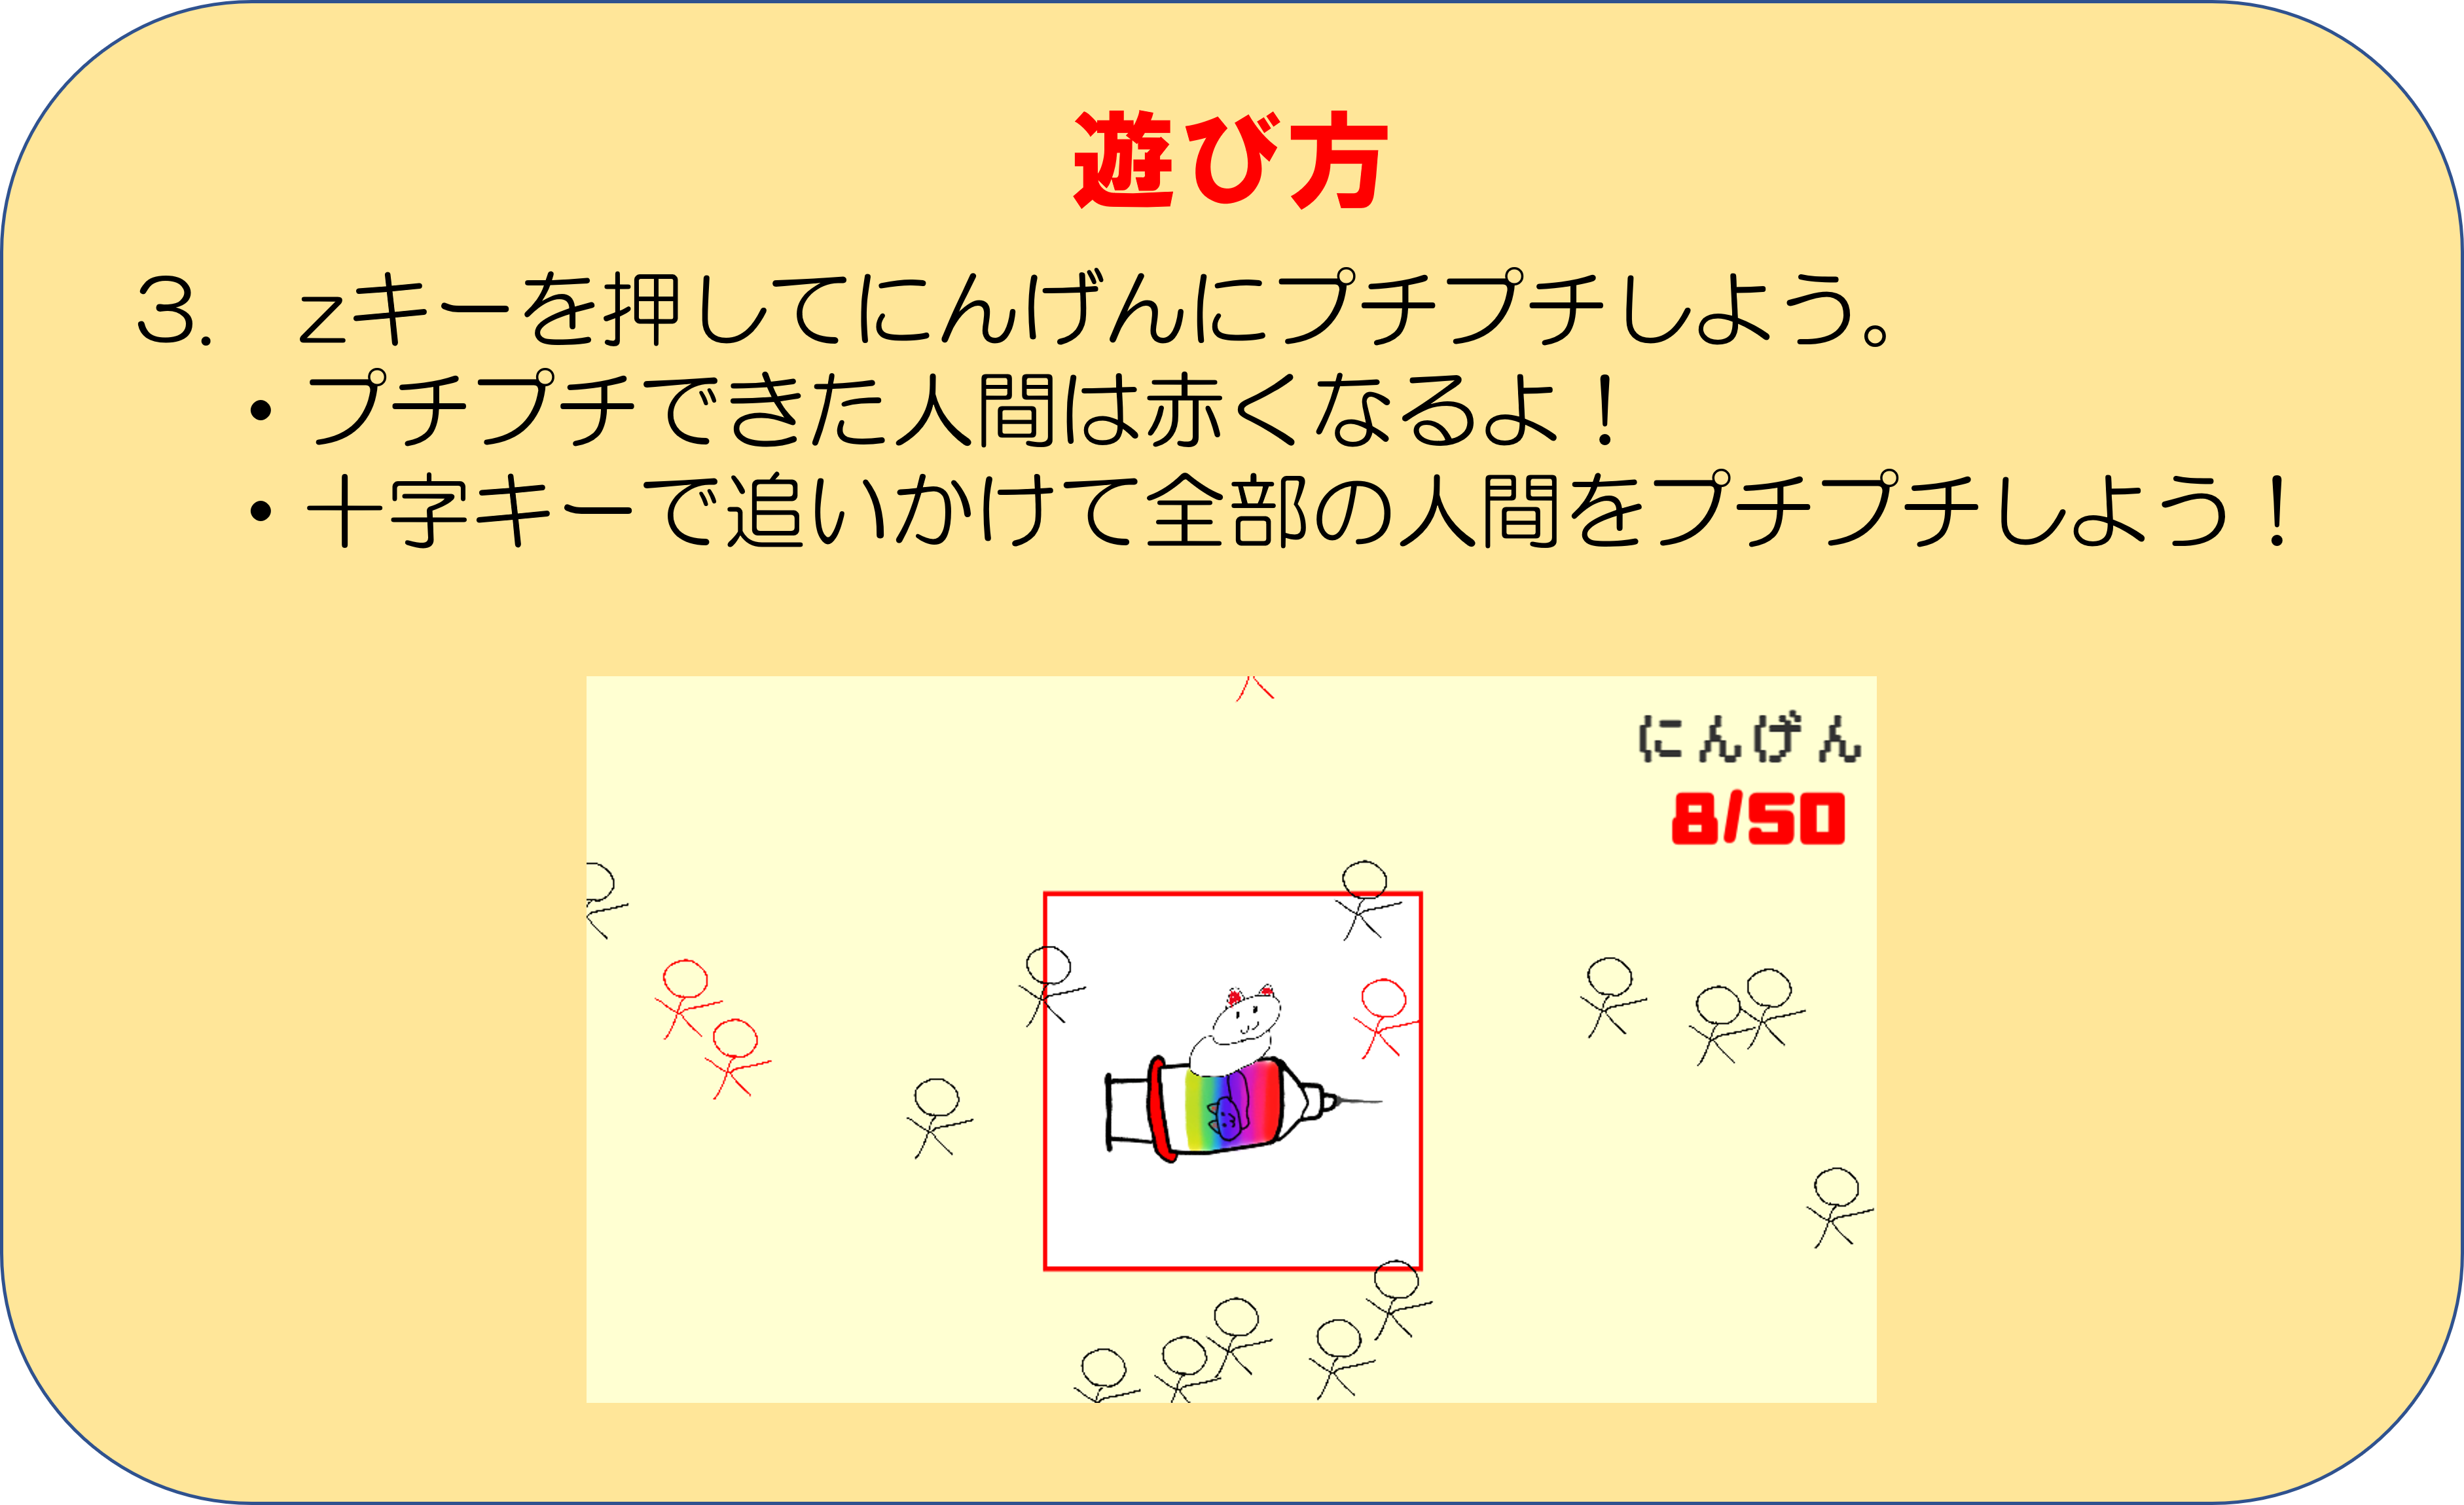 遊び方
３． ｚキーを押してにんげんにプチプチしよう。
・プチプチできた人間は赤くなるよ！
・十字キーで追いかけて全部の人間をプチプチしよう！
にんげん
8/50